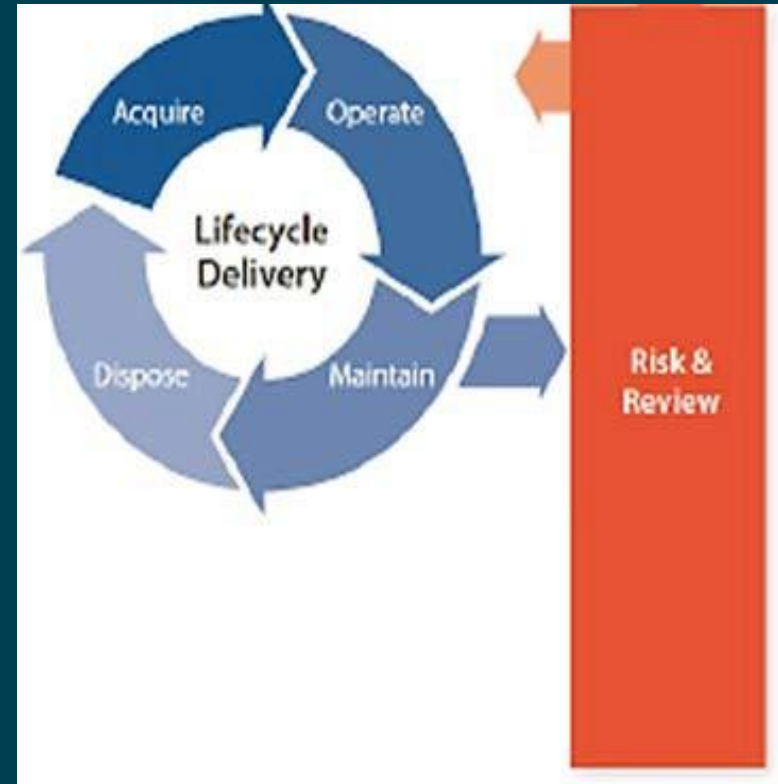 Acquire
Operate
Lifecycle
Delivery
Dispose
Maintain
Risk &
Review